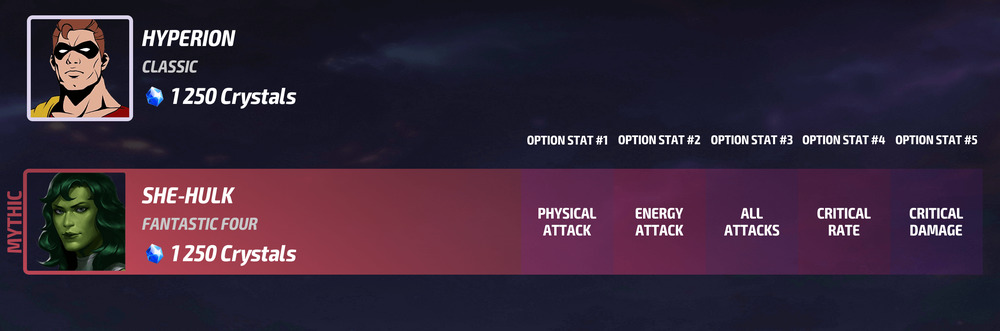 HYPERION
CLASSIC
1 250 Crystals
OPTION STAT #1 OPTION STAT #2 OPTION STAT #3 OPTION STAT #4 OPTION STAT #5
MYTHIC
SHE-HULK
FANTASTIC FOUR
1 250 Crystals
PHYSICAL ATTACK
ENERGY ATTACK
ALL ATTACKS
CRITICAL RATE
CRITICAL DAMAGE